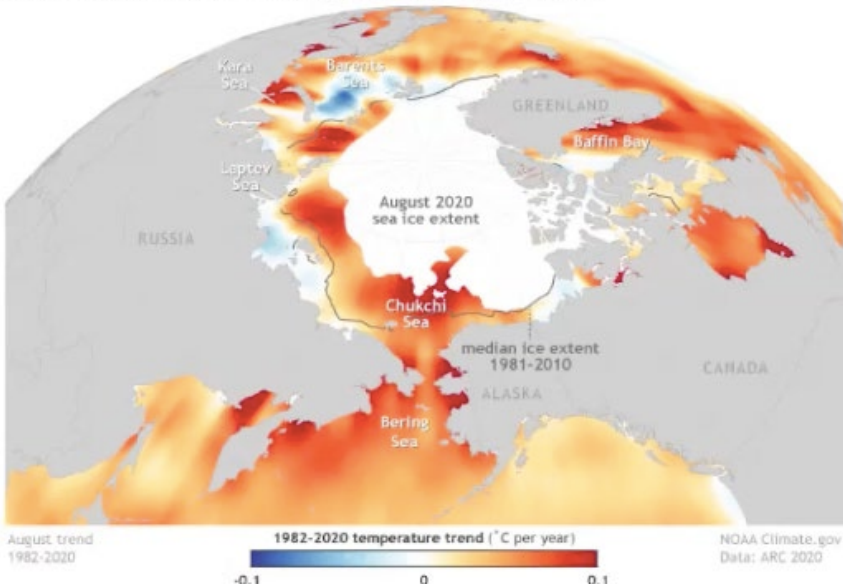 Kara
Sea
Barents
Sea
GREENLAND
Baffin Bay
Laptev
Sea
August 2020
sea ice extent
RUSSIA
Chukchi
Sea
median ice extent
1981-2010
CANADA
ALASKA
Bering
Sea
August trend
1982-2020
1982-2020 temperature trend (°C per year)
NOAA Climate.gov
Data: ARC 2020
-0.1
0
0.1